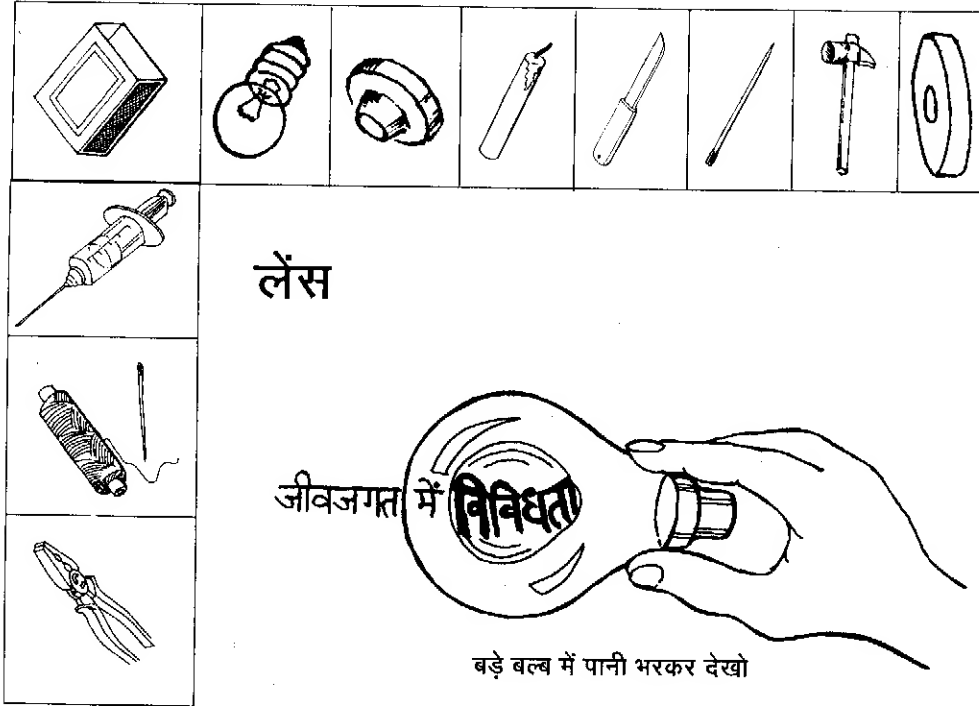 लेंस
जीवजगत में विविधता
बड़े बल्ब में पानी भरकर देखो